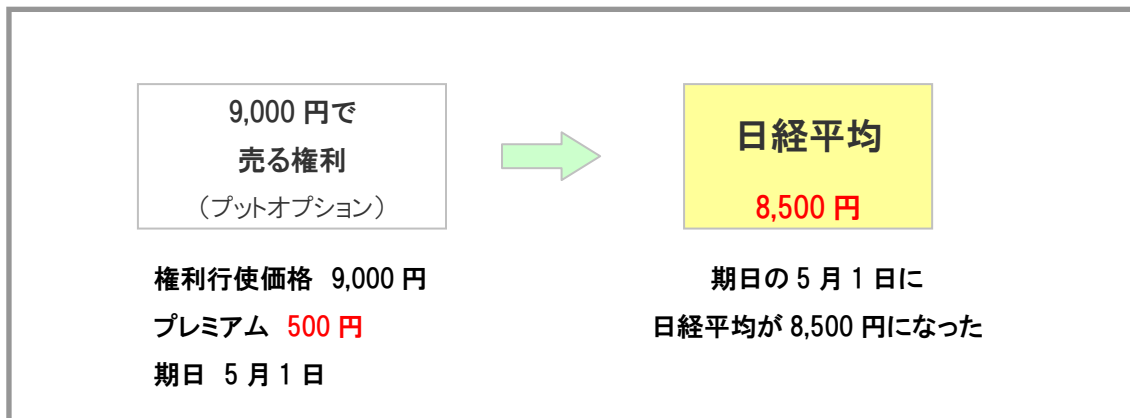 9,000 円で
売る権利
（プットオプション）
日経平均
8,500 円
権利行使価格 9,000 円
プレミアム 500 円
期日 5 月 1 日
期日の 5 月 1 日に
日経平均が 8,500 円になった